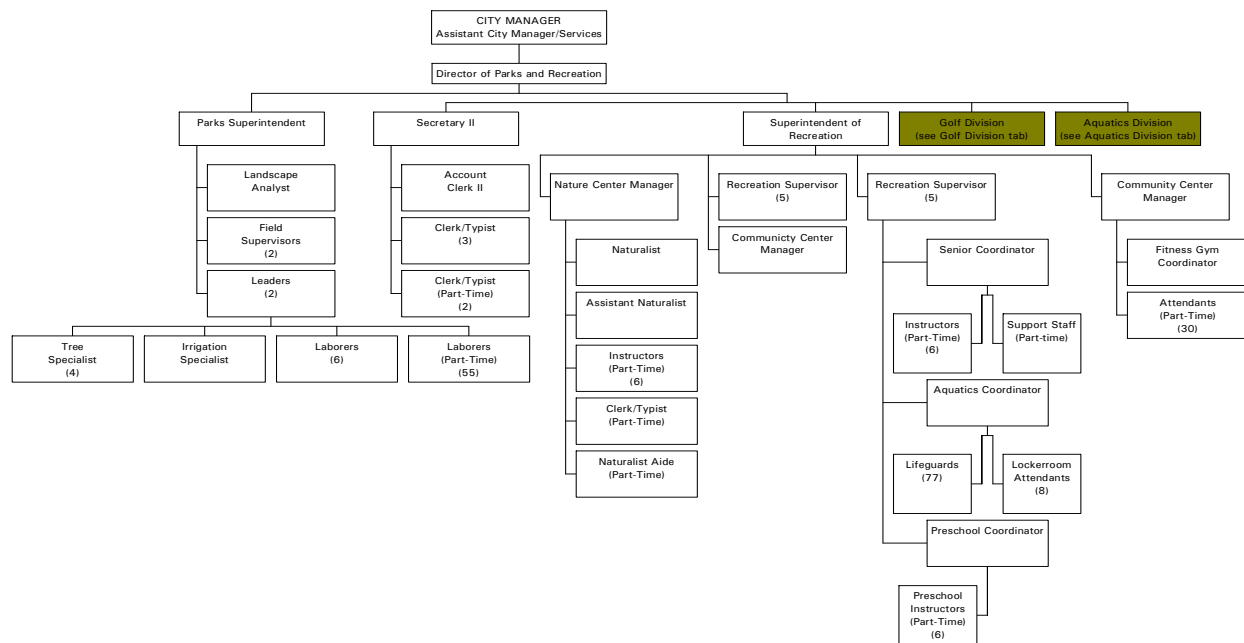 CITY MANAGER
Assistant City Manager/Services
Director of Parks and Recreation
Parks Superintendent
Secretary II
Superintendent of
Recreation
Golf Division
(see Golf Division tab)
Aquatics Division
(see Aquatics Division tab)
Landscape
Analyst
Field
Supervisors
(2)
Leaders
(2)
Tree
Specialist
(4)
Irrigation
Specialist
Laborers
(6)
Laborers
(Part-Time)
(55)
Account
Clerk II
Clerk/Typist
(3)
Clerk/Typist
(Part-Time)
(2)
Nature Center Manager
Naturalist
Assistant Naturalist
Instructors
(Part-Time)
(6)
Clerk/Typist
(Part-Time)
Naturalist Aide
(Part-Time)
Recreation Supervisor
(5)
Communicty Center
Manager
Recreation Supervisor
(5)
Senior Coordinator
Instructors
(Part-Time)
(6)
Support Staff
(Part-time)
Aquatics Coordinator
Lifeguards
(77)
Lockerroom
Attendants
(8)
Preschool Coordinator
Preschool
Instructors
(Part-Time)
(6)
Community Center
Manager
Fitness Gym
Coordinator
Attendants
(Part-Time)
(30)